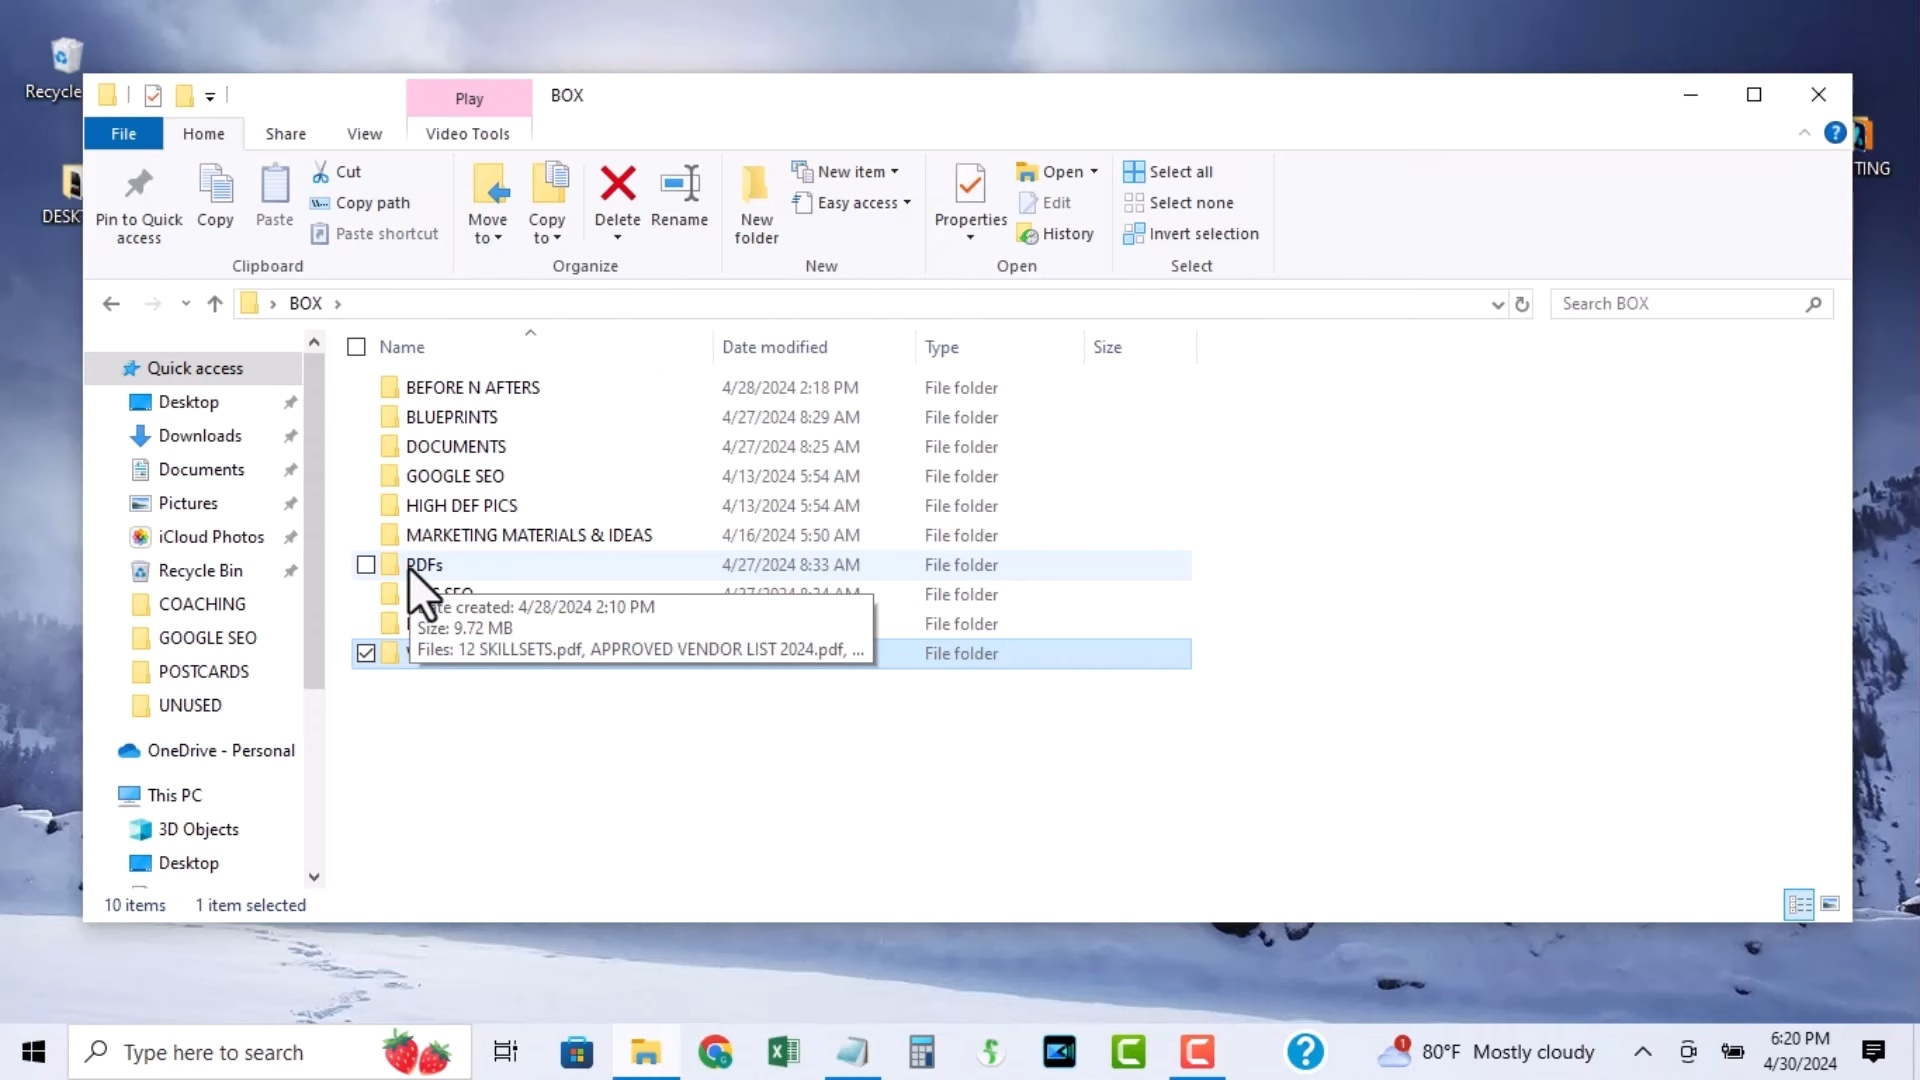 Recycle
DESK
TING
Play
BOX
File
Home
Share
View
Video Tools
Pin to Quick access
Copy
Paste
Cut
Copy path
Paste shortcut
Clipboard
Move to
Copy to
Delete
Rename
Organize
New folder
New item
Easy access
New
Properties
Open
Edit
History
Open
Select all
Select none
Invert selection
Select
BOX
Search BOX
Name
Date modified
Type
Size
Quick access
Desktop
Downloads
Documents
Pictures
iCloud Photos
Recycle Bin
COACHING
GOOGLE SEO
POSTCARDS
UNUSED
OneDrive - Personal
This PC
3D Objects
Desktop
BEFORE N AFTERS 4/28/2024 2:18 PM File folder
BLUEPRINTS 4/27/2024 8:29 AM File folder
DOCUMENTS 4/27/2024 8:25 AM File folder
GOOGLE SEO 4/13/2024 5:54 AM File folder
HIGH DEF PICS 4/13/2024 5:54 AM File folder
MARKETING MATERIALS & IDEAS 4/16/2024 5:50 AM File folder
PDFs 4/27/2024 8:33 AM File folder
SEO File folder
File folder
File folder
created: 4/28/2024 2:10 PM
Size: 9.72 MB
Files: 12 SKILLSETS.pdf, APPROVED VENDOR LIST 2024.pdf, ...
10 items 1 item selected
Type here to search
80°F Mostly cloudy
6:20 PM
4/30/2024